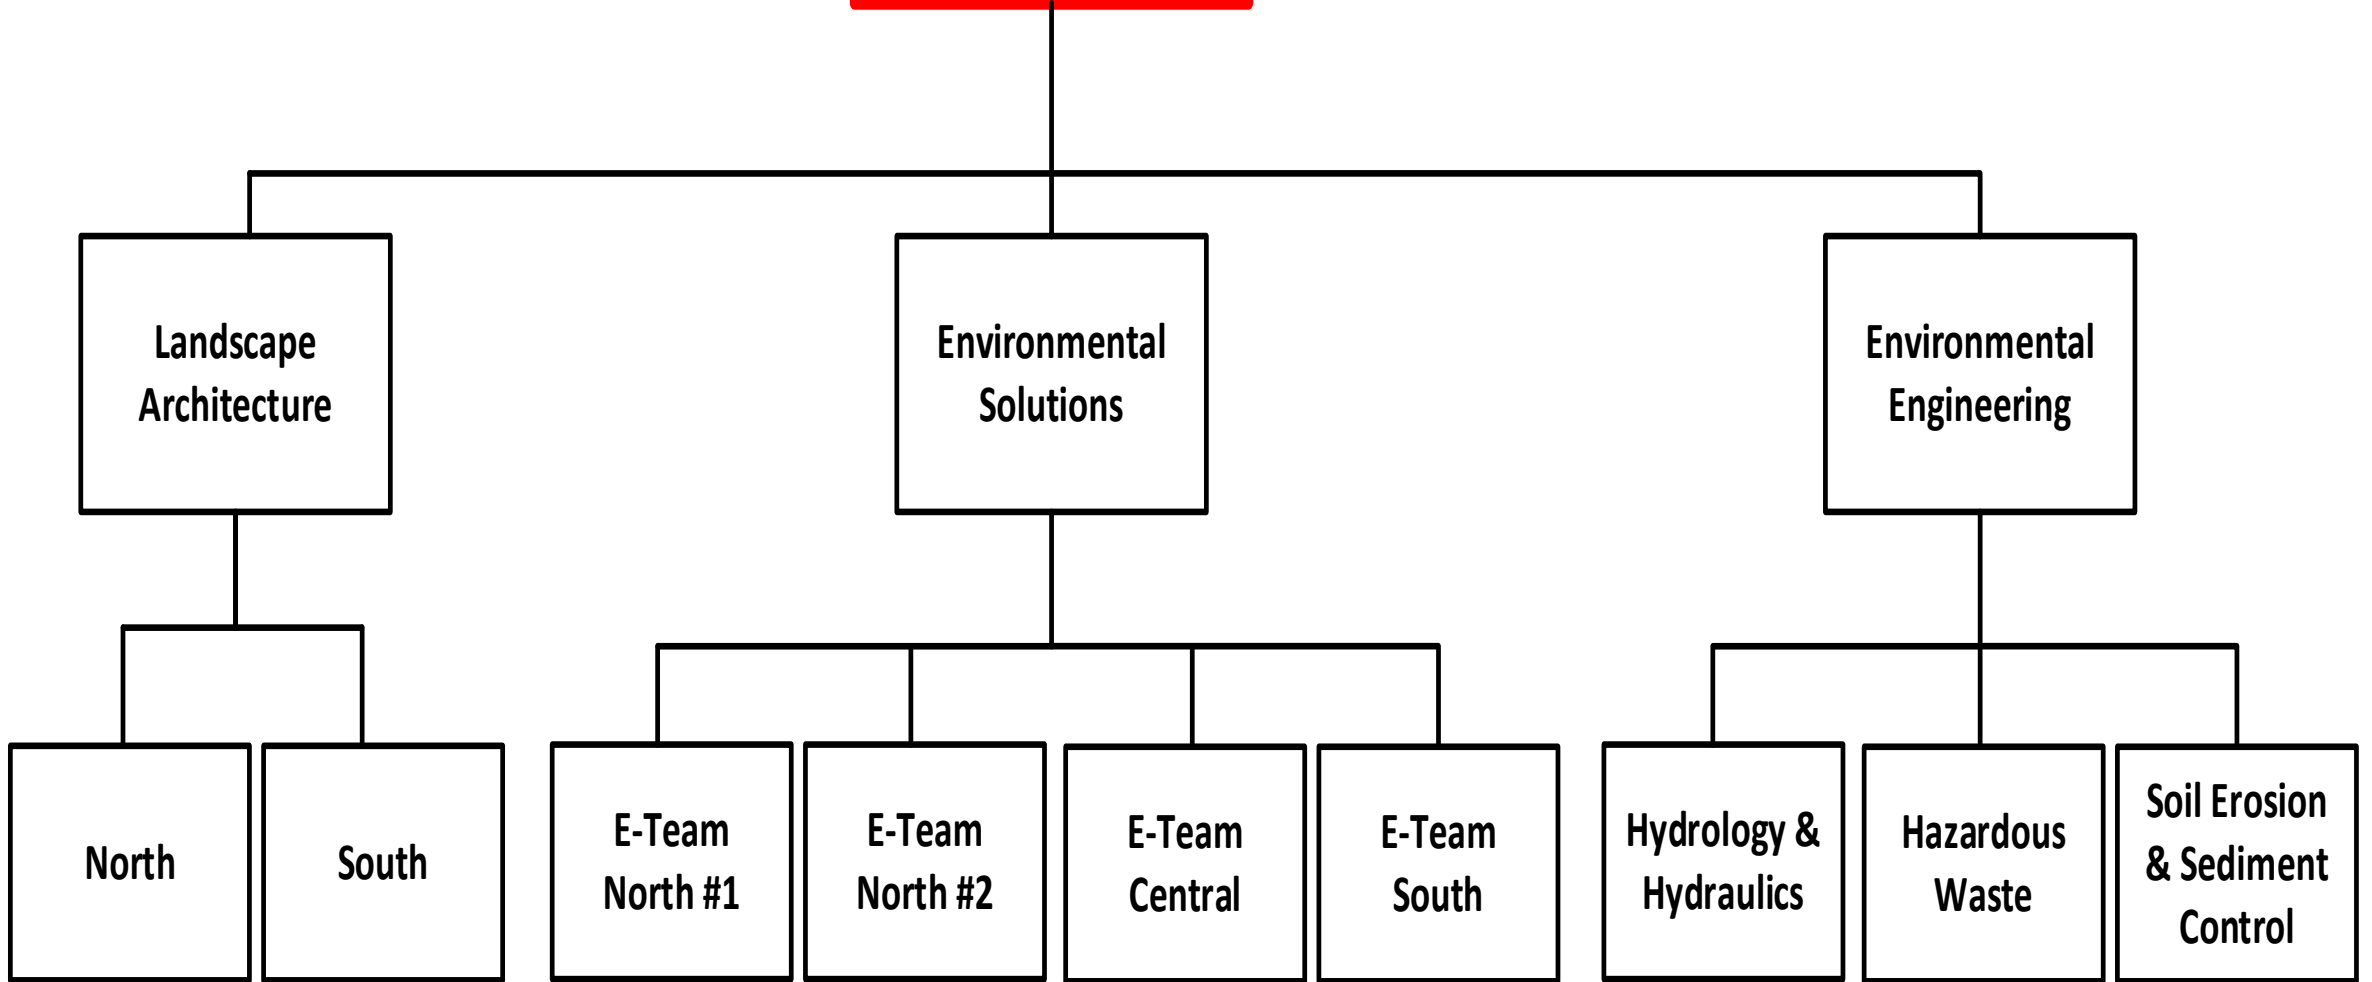 Landscape
Architecture
Environmental
Solutions
Environmental
Engineering
North
South
E-Team
North #1
E-Team
North #2
E-Team
Central
E-Team
South
Hydrology &
Hydraulics
Hazardous
Waste
Soil Erosion
& Sediment
Control